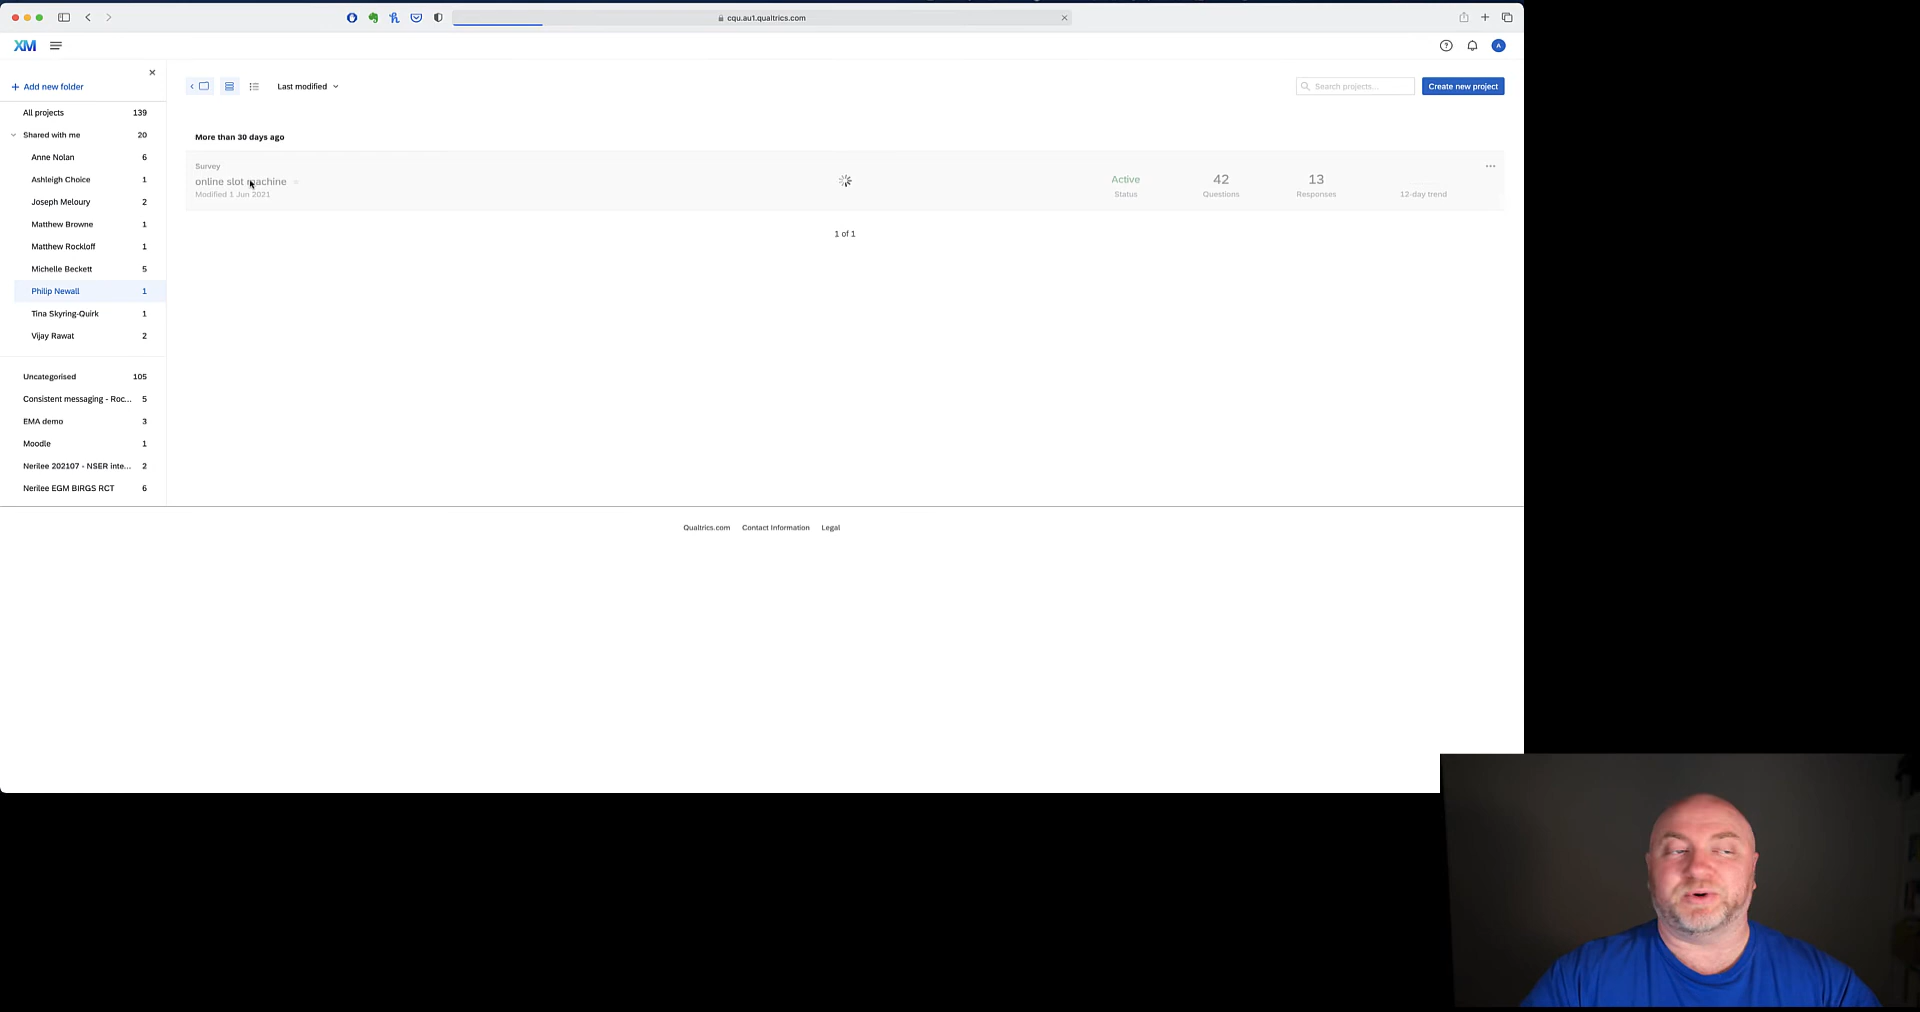 cqu.au1.qualtrics.com
XM
A
+ Add new folder
Last modified
Search projects...
Create new project
All projects 139
Shared with me 20
Anne Nolan 6
Ashleigh Choice 1
Joseph Meloury 2
Matthew Browne 1
Matthew Rockloff 1
Michelle Beckett 5
Philip Newall 1
Tina Skyring-Quirk 1
Vijay Rawat 2
Uncategorised 105
Consistent messaging - Roc... 5
EMA demo 3
Moodle 1
Nerilee 202107 - NSER inte... 2
Nerilee EGM BIRGS RCT 6
More than 30 days ago
Survey
online slot machine
Modified 1 Jun 2021
Active
Status
42
Questions
13
Responses
12-day trend
1 of 1
Qualtrics.com Contact Information Legal